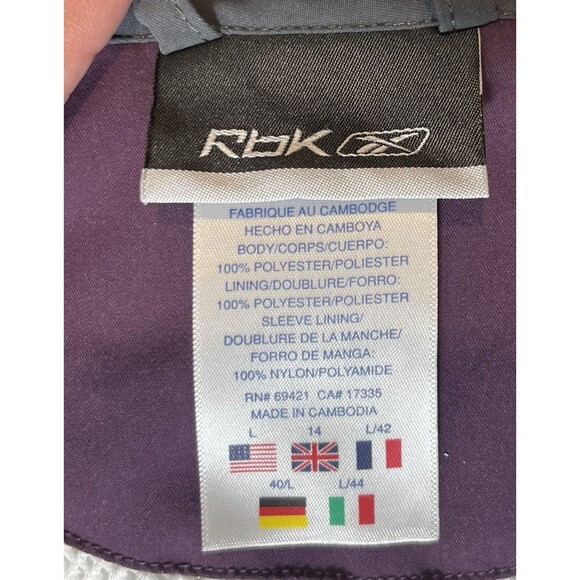 Rbk
FABRIQUE AU CAMBODGE
HECHO EN CAMBOYA
BODY/CORPS/CUERPO:
100% POLYESTER/POLIESTER
LINING/DOUBLURE/FORRO:
100% POLYESTER/POLIESTER
SLEEVE LINING/
DOUBLURE DE LA MANCHE/
FORRO DE MANGA:
100% NYLON/POLYAMIDE
RN# 69421 CA# 17335
MADE IN CAMBODIA
L 14 L/42
40/L L/44